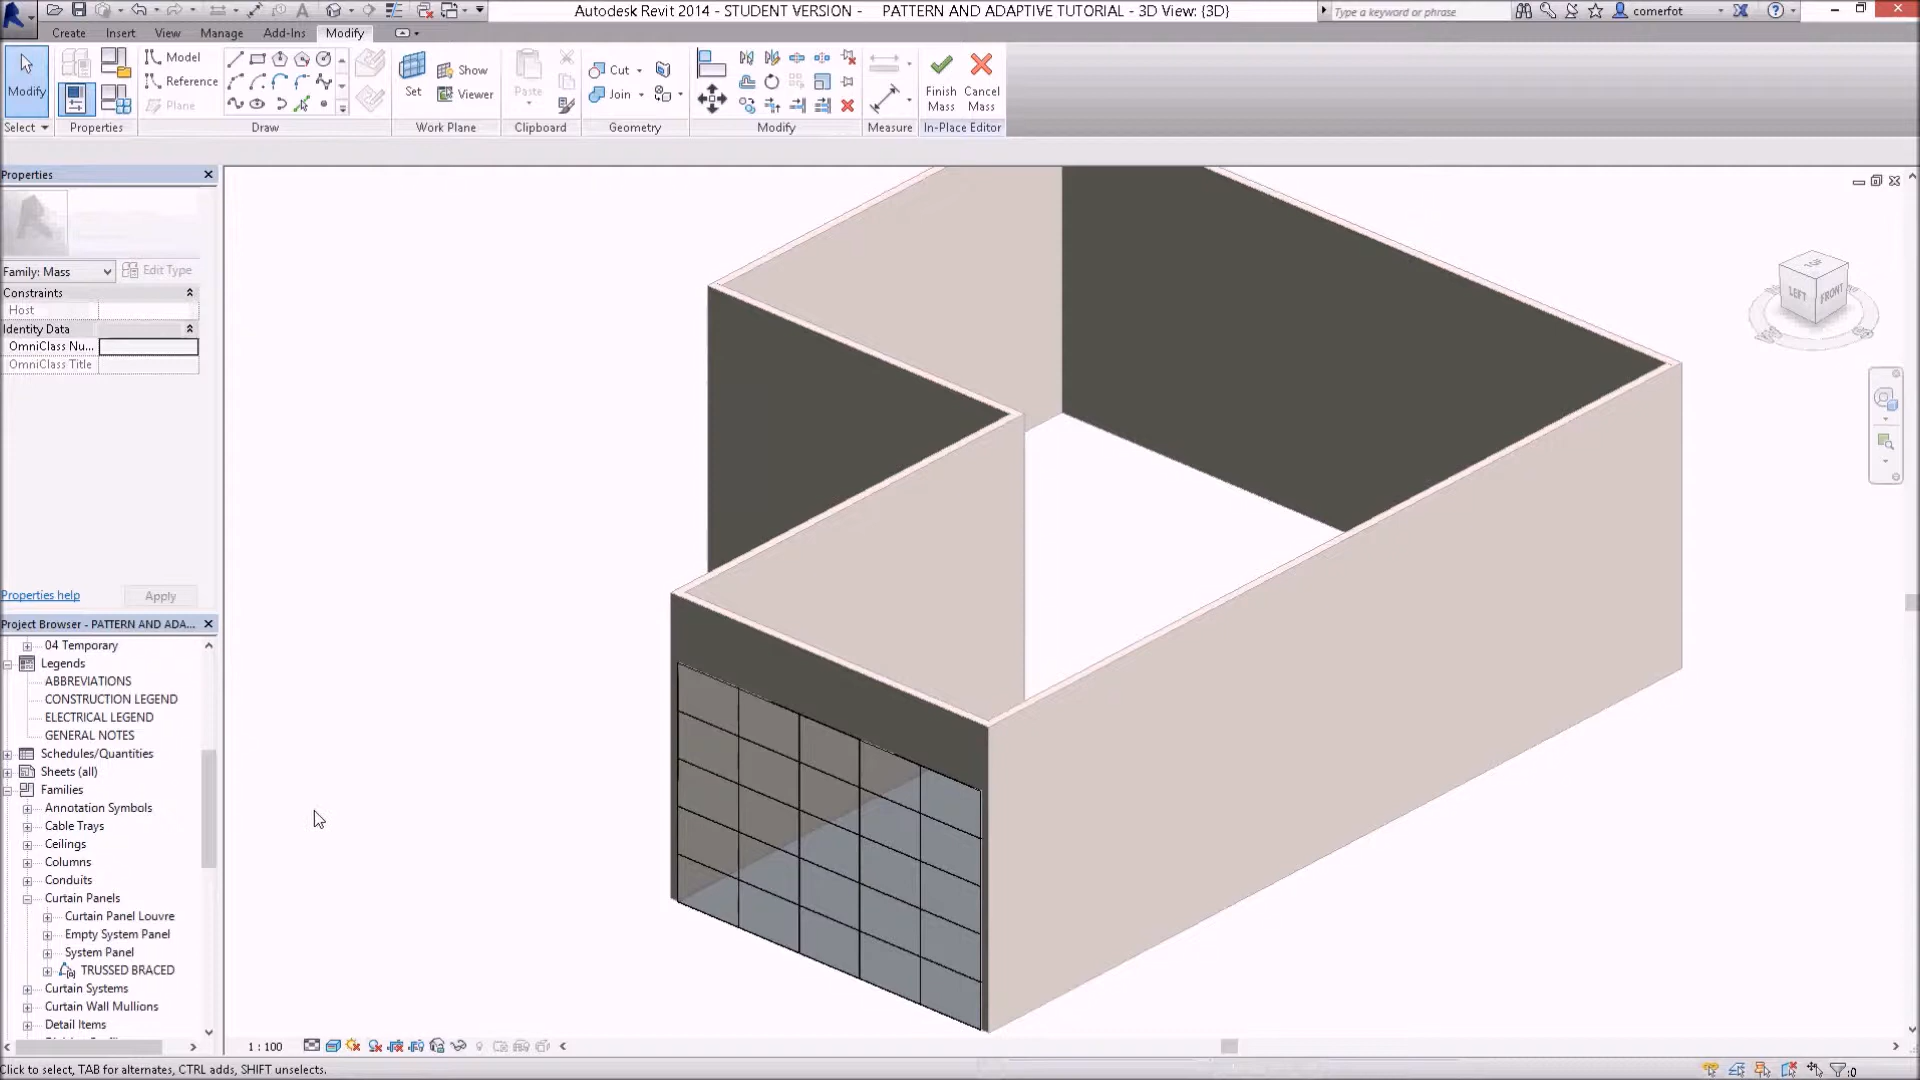 Autodesk Revit 2014 - STUDENT VERSION - PATTERN AND ADAPTIVE TUTORIAL - 3D View: {3D}
Type a keyword or phrase
comerfot
Create Insert View Manage Add-Ins Modify
Modify
Select
Properties
Model
Reference
Plane
Draw
Set
Show
Viewer
Work Plane
Paste
Clipboard
Cut
Join
Geometry
Modify
Measure
Finish Mass
Cancel Mass
In-Place Editor
Properties
Family: Mass
Edit Type
Constraints
Host
Identity Data
OmniClass Nu...
OmniClass Title
Properties help
Apply
Project Browser - PATTERN AND ADA...
04 Temporary
Legends
ABBREVIATIONS
CONSTRUCTION LEGEND
ELECTRICAL LEGEND
GENERAL NOTES
Schedules/Quantities
Sheets (all)
Families
Annotation Symbols
Cable Trays
Ceilings
Columns
Conduits
Curtain Panels
Curtain Panel Louvre
Empty System Panel
System Panel
TRUSSED BRACED
Curtain Systems
Curtain Wall Mullions
Detail Items
TOP
LEFT
FRONT
1 : 100
Click to select, TAB for alternates, CTRL adds, SHIFT unselects.
:0